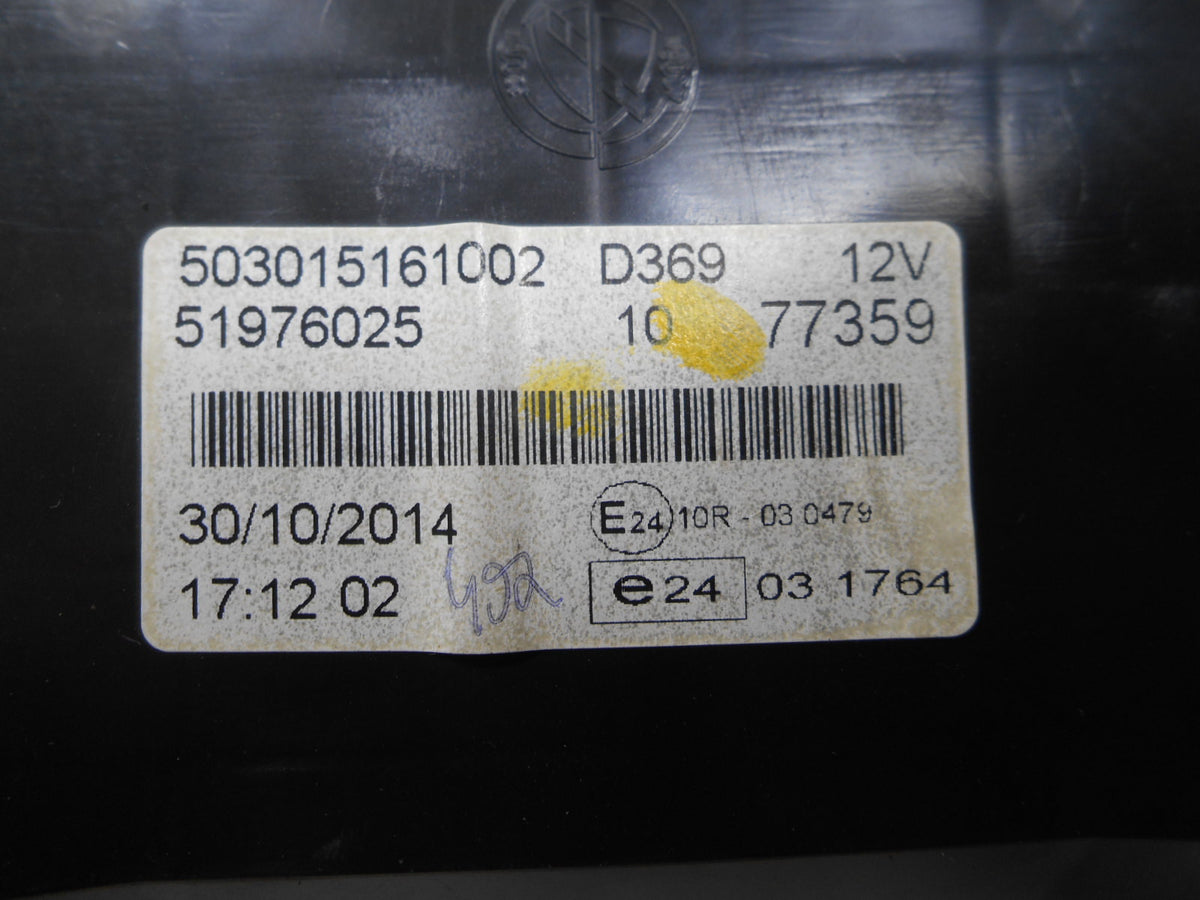 503015161002 D369 12V
51976025 10 77359
30/10/2014 E24 10R - 03 0479
17:12 02 492 e24 03 1764